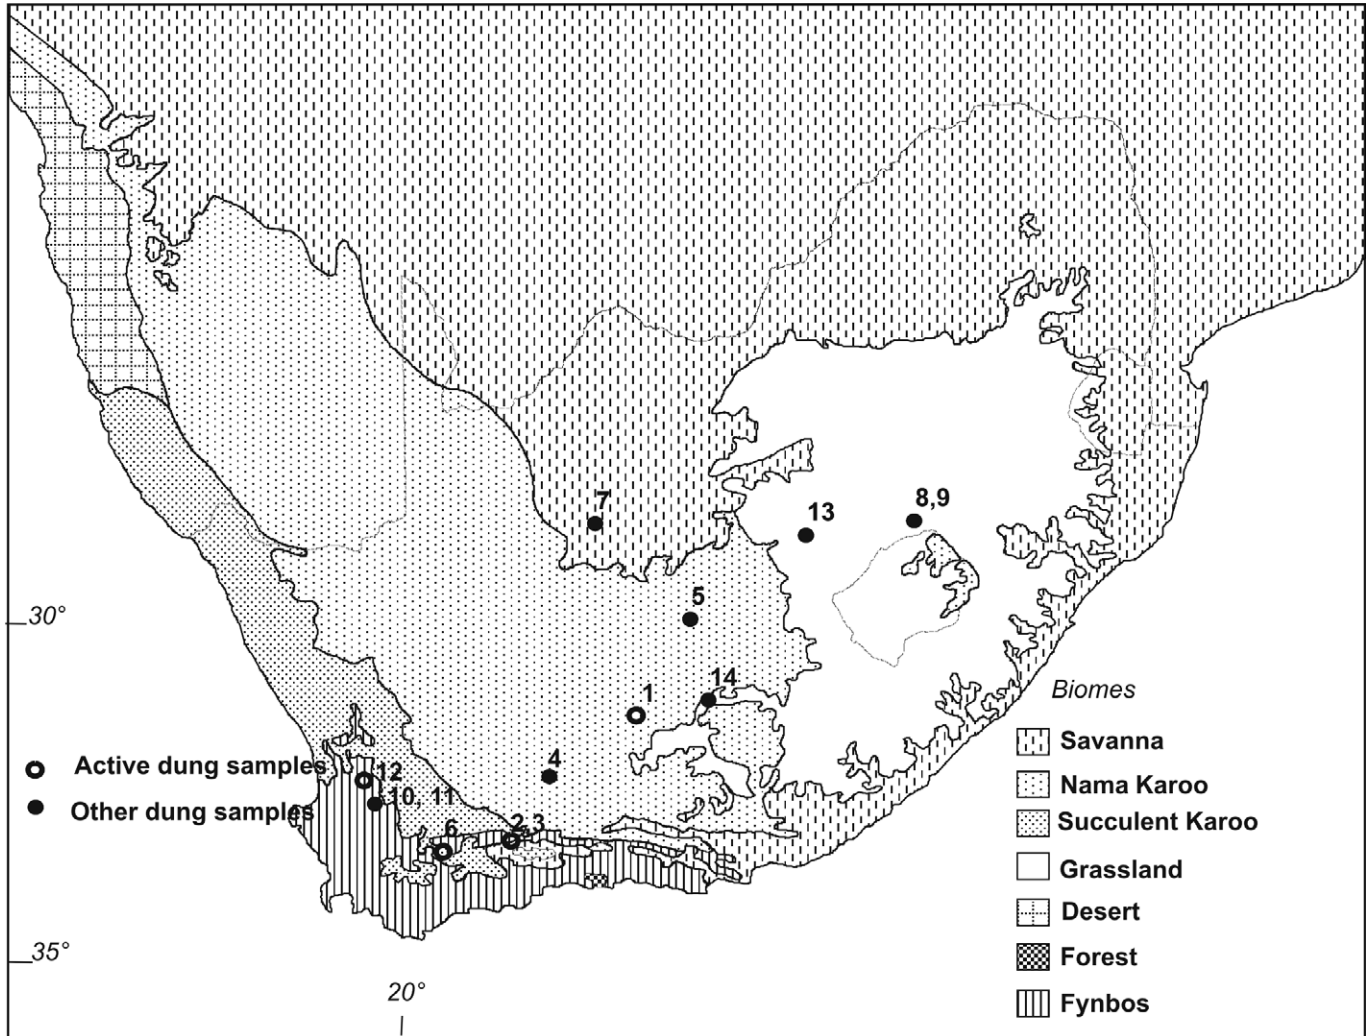 7
8,9
13
5
30°
14
1
Biomes
Savanna
4
Active dung samples
12
Nama Karoo
Other dung samples
10, 11
Succulent Karoo
6
2,3
Grassland
Desert
35°
Forest
20°
Fynbos